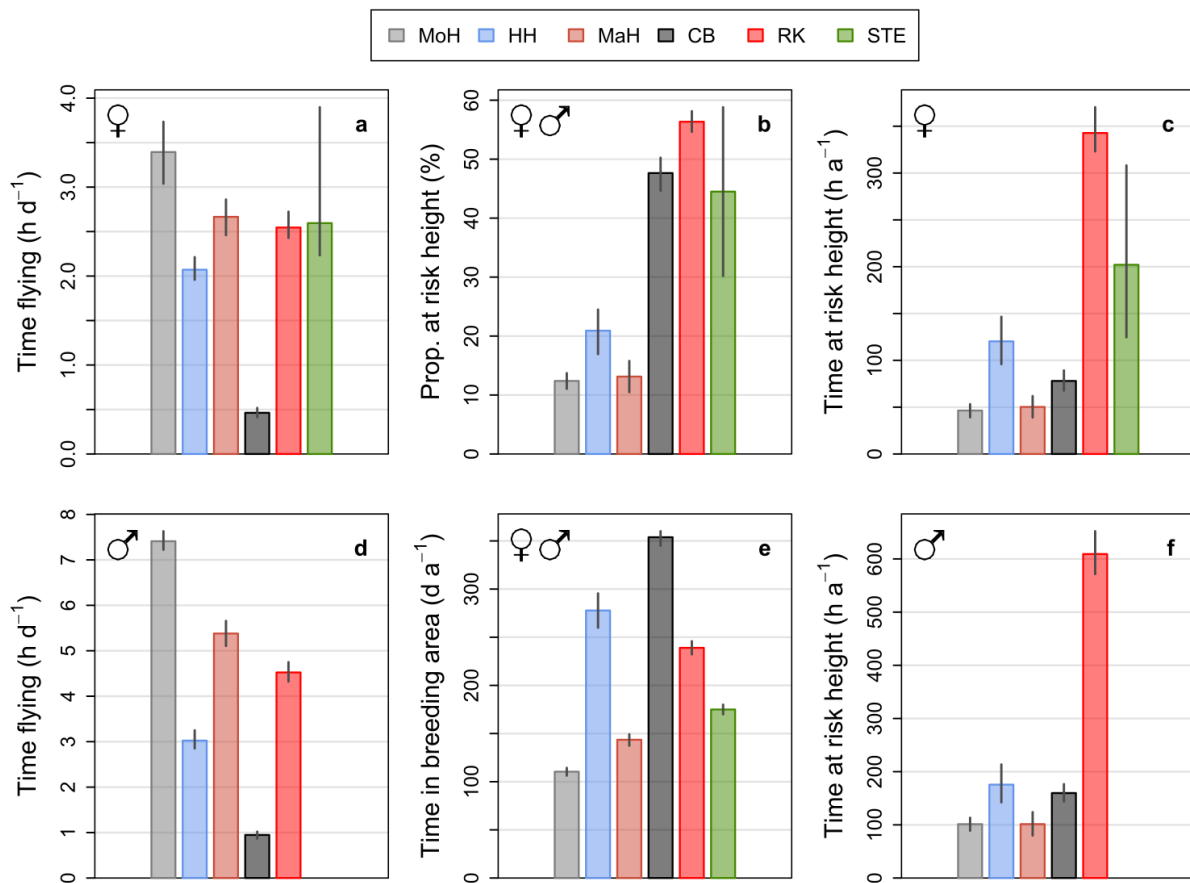 MoH HH MaH CB RK STE
♀ a
Time flying (h d⁻¹)
0.0 1.0 2.0 3.0 4.0
♀♂ b
Prop. at risk height (%)
0 10 20 30 40 50 60
♀ c
Time at risk height (h a⁻¹)
0 100 200 300
♂ d
Time flying (h d⁻¹)
0 1 2 3 4 5 6 7 8
♀♂ e
Time in breeding area (d a⁻¹)
0 100 200 300
♂ f
Time at risk height (h a⁻¹)
0 100 200 300 400 500 600